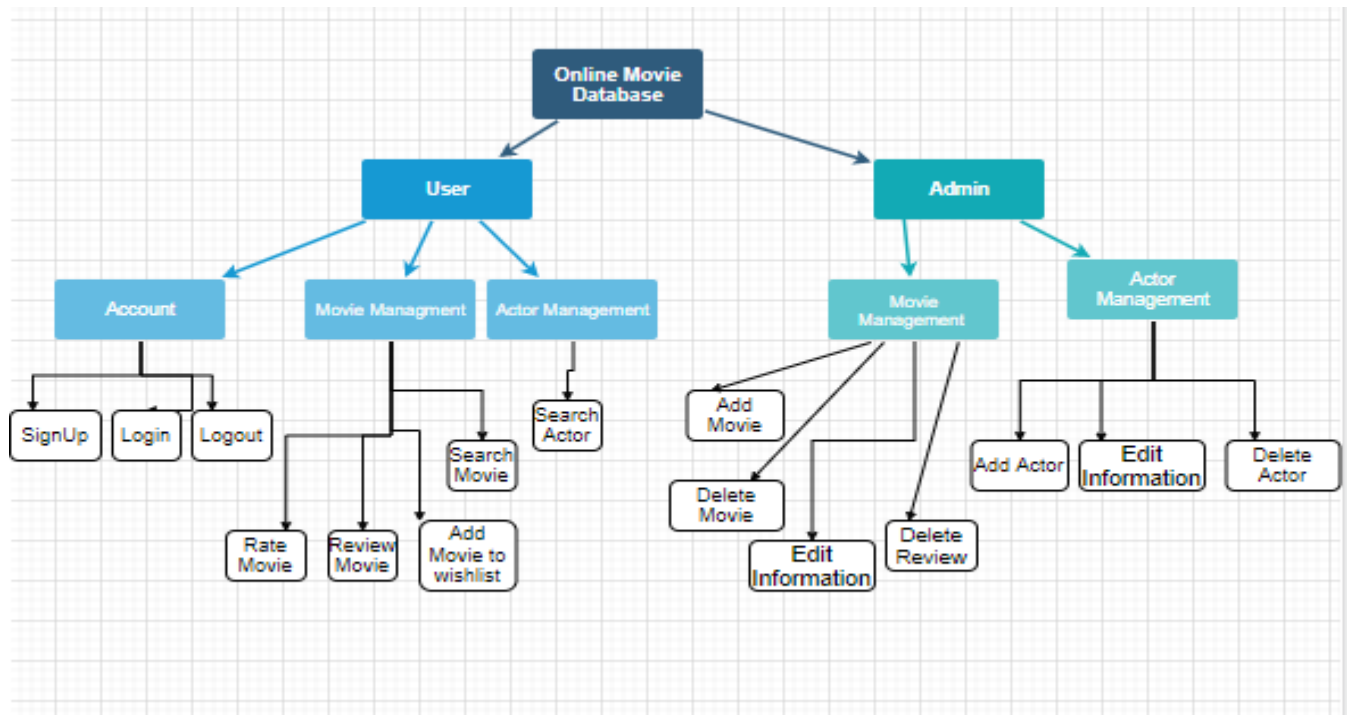 Online Movie
Database
User
Admin
Account
Movie Managment
Actor Management
Movie
Management
Actor
Management
SignUp
Login
Logout
Rate
Movie
Review
Movie
Add
Movie to
wishlist
Search
Movie
Search
Actor
Add
Movie
Delete
Movie
Edit
Information
Delete
Review
Add Actor
Edit
Information
Delete
Actor